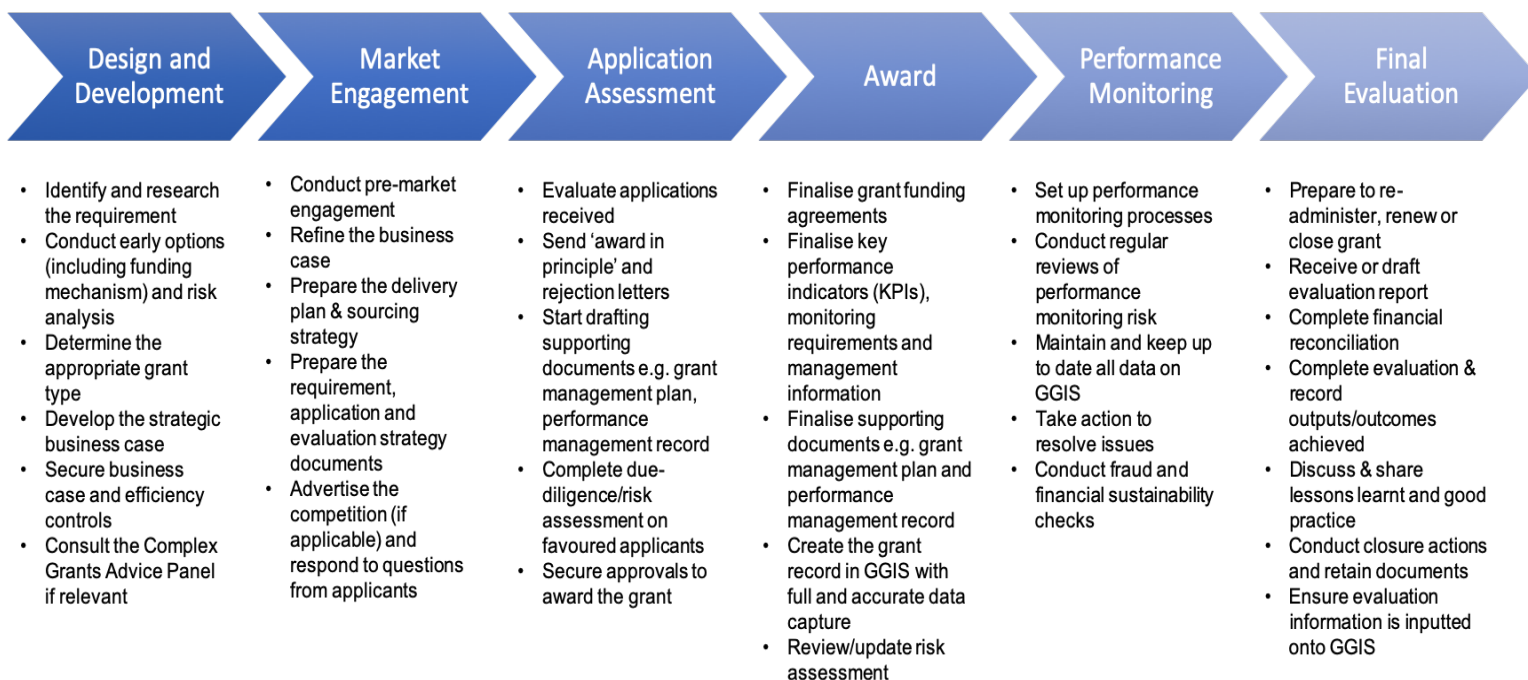 Design and
Development
Market
Engagement
Application
Assessment
Award
Performance
Monitoring
Final
Evaluation
• Identify and research
the requirement
• Conduct early options
(including funding
mechanism) and risk
analysis
• Determine the
appropriate grant
type
• Develop the strategic
business case
• Secure business
case and efficiency
controls
• Consult the Complex
Grants Advice Panel
if relevant
• Conduct pre-market
engagement
• Refine the business
case
• Prepare the delivery
plan & sourcing
strategy
• Prepare the
requirement,
application and
evaluation strategy
documents
• Advertise the
competition (if
applicable) and
respond to questions
from applicants
• Evaluate applications
received
• Send ‘award in
principle’ and
rejection letters
• Start drafting
supporting
documents e.g. grant
management plan,
performance
management record
• Complete due-
diligence/risk
assessment on
favoured applicants
• Secure approvals to
award the grant
• Finalise grant funding
agreements
• Finalise key
performance
indicators (KPIs),
monitoring
requirements and
management
information
• Finalise supporting
documents e.g. grant
management plan and
performance
management record
• Create the grant
record in GGIS with
full and accurate data
capture
• Review/update risk
assessment
• Set up performance
monitoring processes
• Conduct regular
reviews of
performance
monitoring risk
• Maintain and keep up
to date all data on
GGIS
• Take action to
resolve issues
• Conduct fraud and
financial sustainability
checks
• Prepare to re-
administer, renew or
close grant
• Receive or draft
evaluation report
• Complete financial
reconciliation
• Complete evaluation &
record
outputs/outcomes
achieved
• Discuss & share
lessons learnt and good
practice
• Conduct closure actions
and retain documents
• Ensure evaluation
information is inputted
onto GGIS